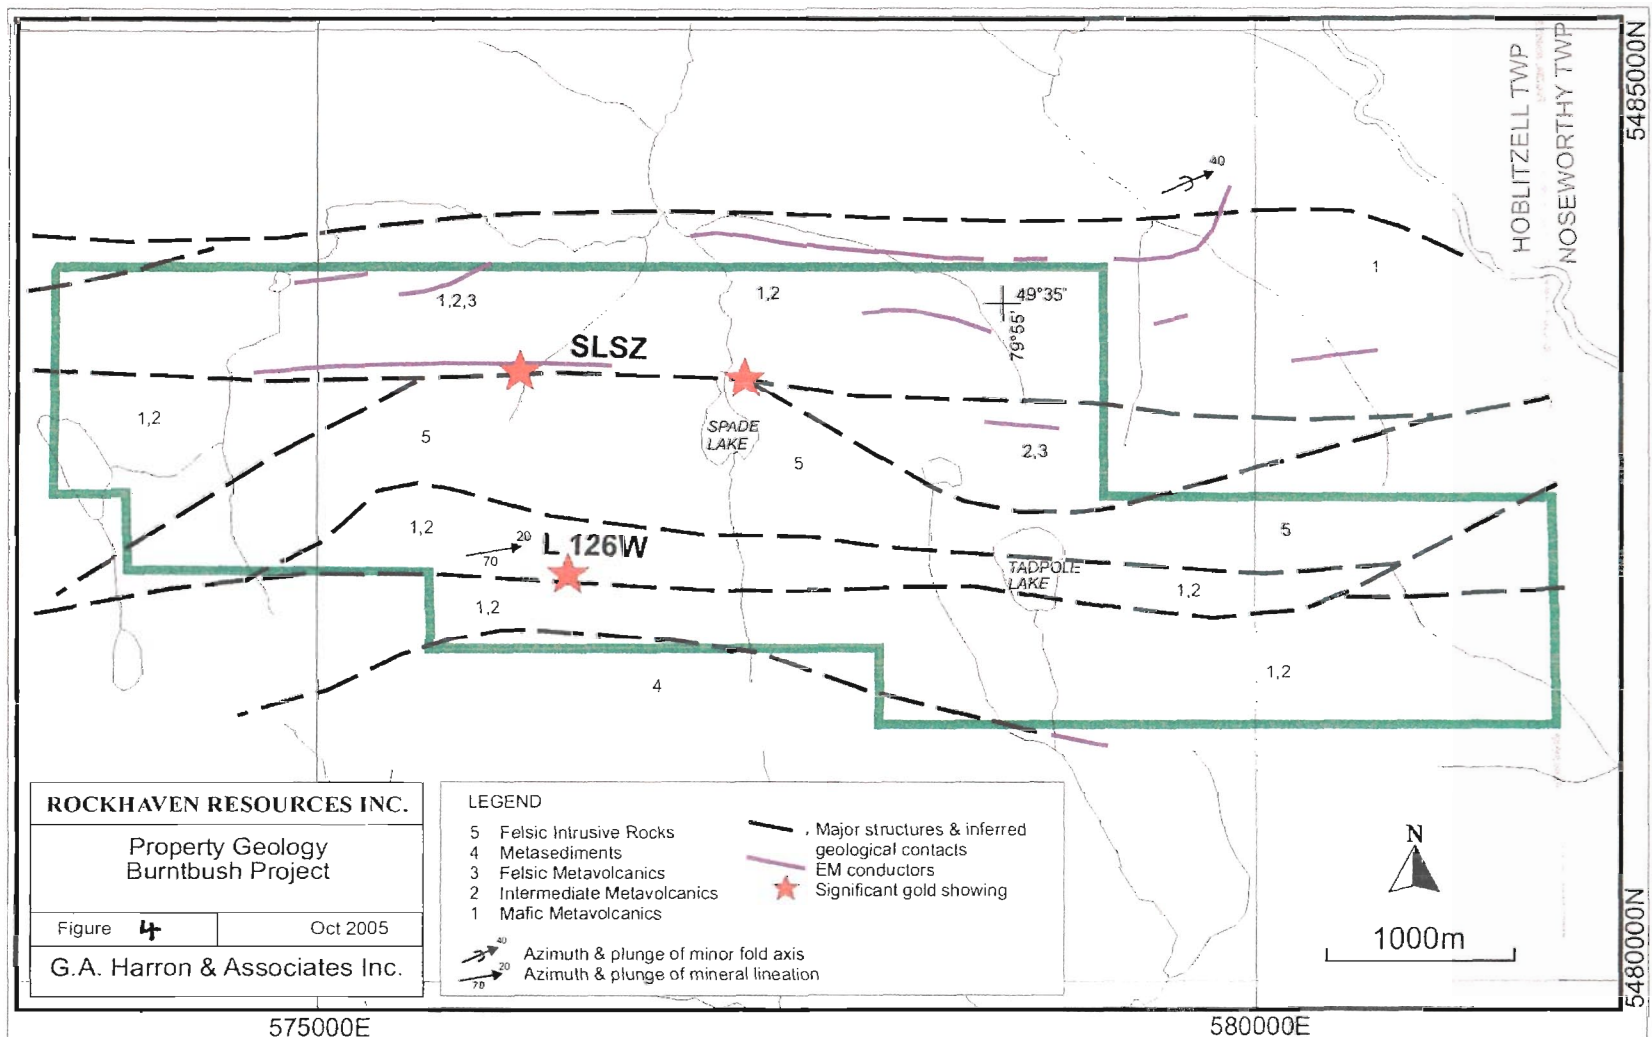 HOBLITZELL TWP
NOSEWORTHY TWP
5485000N
40
1
1,2,3
1,2
49°35'
79°55'
SLSZ
1,2
5
SPADE
LAKE
5
2,3
1,2
20
70
L 126W
5
TADPOLE
LAKE
1,2
1,2
4
1,2
ROCKHAVEN RESOURCES INC.
Property Geology
Burntbush Project
Figure 4
Oct 2005
G.A. Harron & Associates Inc.
LEGEND
5 Felsic Intrusive Rocks
4 Metasediments
3 Felsic Metavolcanics
2 Intermediate Metavolcanics
1 Mafic Metavolcanics
Major structures & inferred
geological contacts
EM conductors
Significant gold showing
40
Azimuth & plunge of minor fold axis
20
70
Azimuth & plunge of mineral lineation
N
1000m
5480000N
575000E
580000E